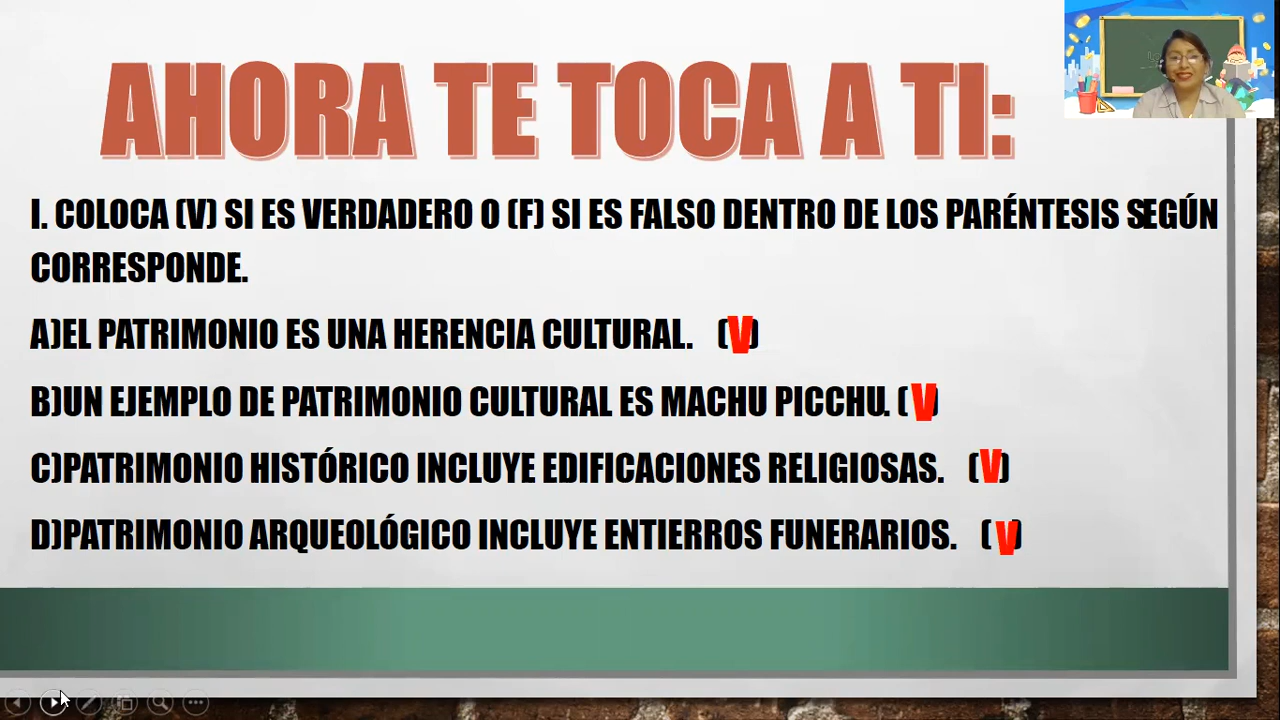 AHORA TE TOCA A TI:
I. COLOCA (V) SI ES VERDADERO O (F) SI ES FALSO DENTRO DE LOS PARÉNTESIS SEGÚN
CORRESPONDE.
A)EL PATRIMONIO ES UNA HERENCIA CULTURAL. (V)
B)UN EJEMPLO DE PATRIMONIO CULTURAL ES MACHU PICCHU. (V)
C)PATRIMONIO HISTÓRICO INCLUYE EDIFICACIONES RELIGIOSAS. (V)
D)PATRIMONIO ARQUEOLÓGICO INCLUYE ENTIERROS FUNERARIOS. (V)